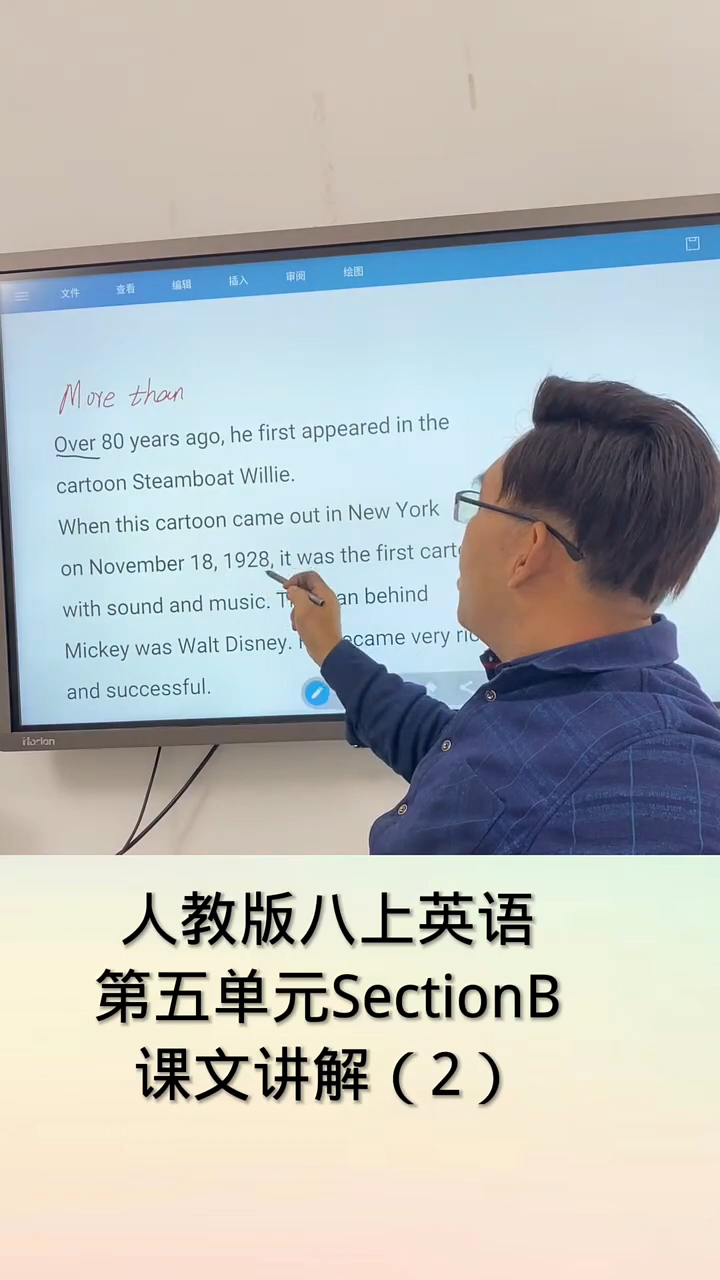 文件 查看 编辑 插入 审阅 绘图
More than
Over 80 years ago, he first appeared in the
cartoon Steamboat Willie.
When this cartoon came out in New York
on November 18, 1928, it was the first
with sound and music. behind
Mickey was Walt Disney. very
and successful.
人教版八上英语
第五单元SectionB
课文讲解（2）